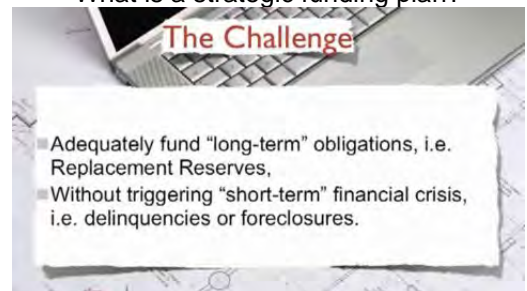 What is a strategic funding plan?
The Challenge
Adequately fund "long-term" obligations, i.e.
Replacement Reserves,
Without triggering "short-term" financial crisis,
i.e. delinquencies or foreclosures.